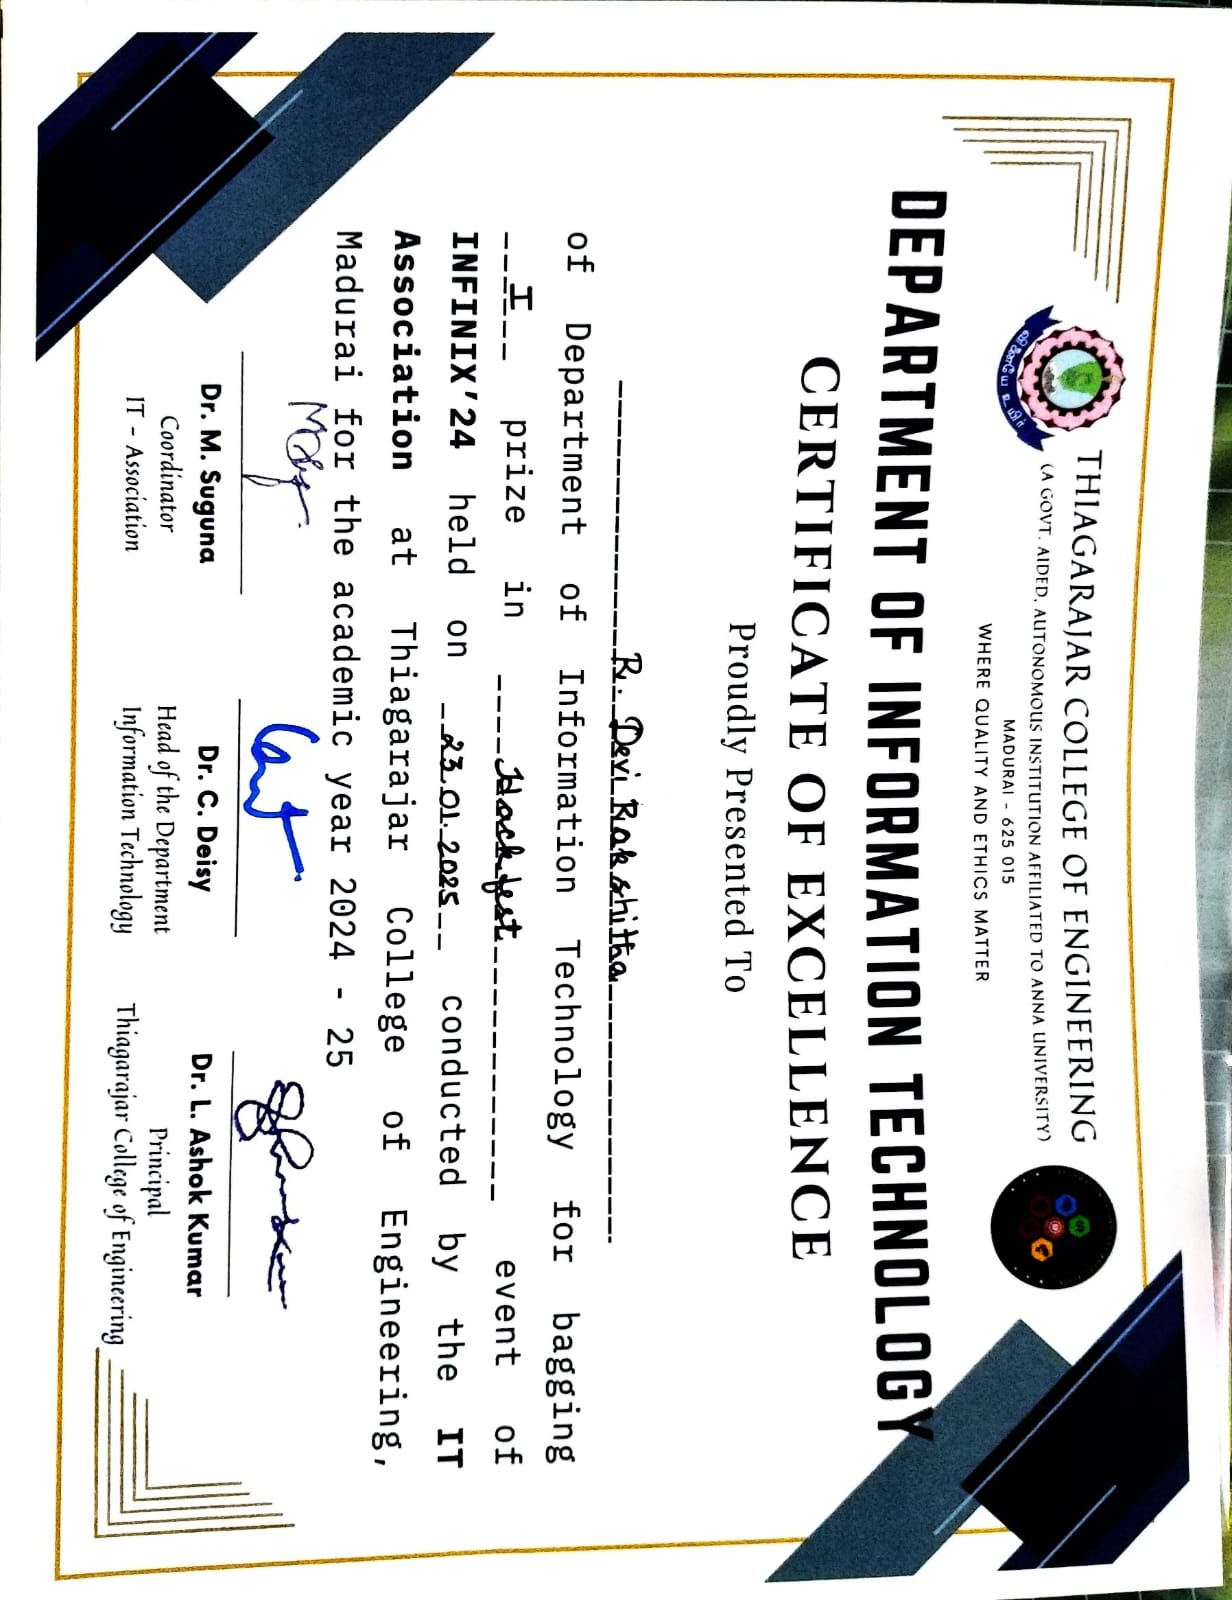 THIAGARAJAR COLLEGE OF ENGINEERING
(A GOVT. AIDED, AUTONOMOUS INSTITUTION AFFILIATED TO ANNA UNIVERSITY)
MADURAI - 625 015
WHERE QUALITY AND ETHICS MATTER
வினையே உயிர்
DEPARTMENT OF INFORMATION TECHNOLOGY
CERTIFICATE OF EXCELLENCE
Proudly Presented To
R. Devi Rakshitha
of Department of Information Technology for bagging
I prize in Hackfest event of
INFINIX'24 held on 23.01.2025 conducted by the IT
Association at Thiagarajar College of Engineering,
Madurai for the academic year 2024 - 25
Dr. M. Suguna
Coordinator
IT - Association
Dr. C. Deisy
Head of the Department
Information Technology
Dr. L. Ashok Kumar
Principal
Thiagarajar College of Engineering